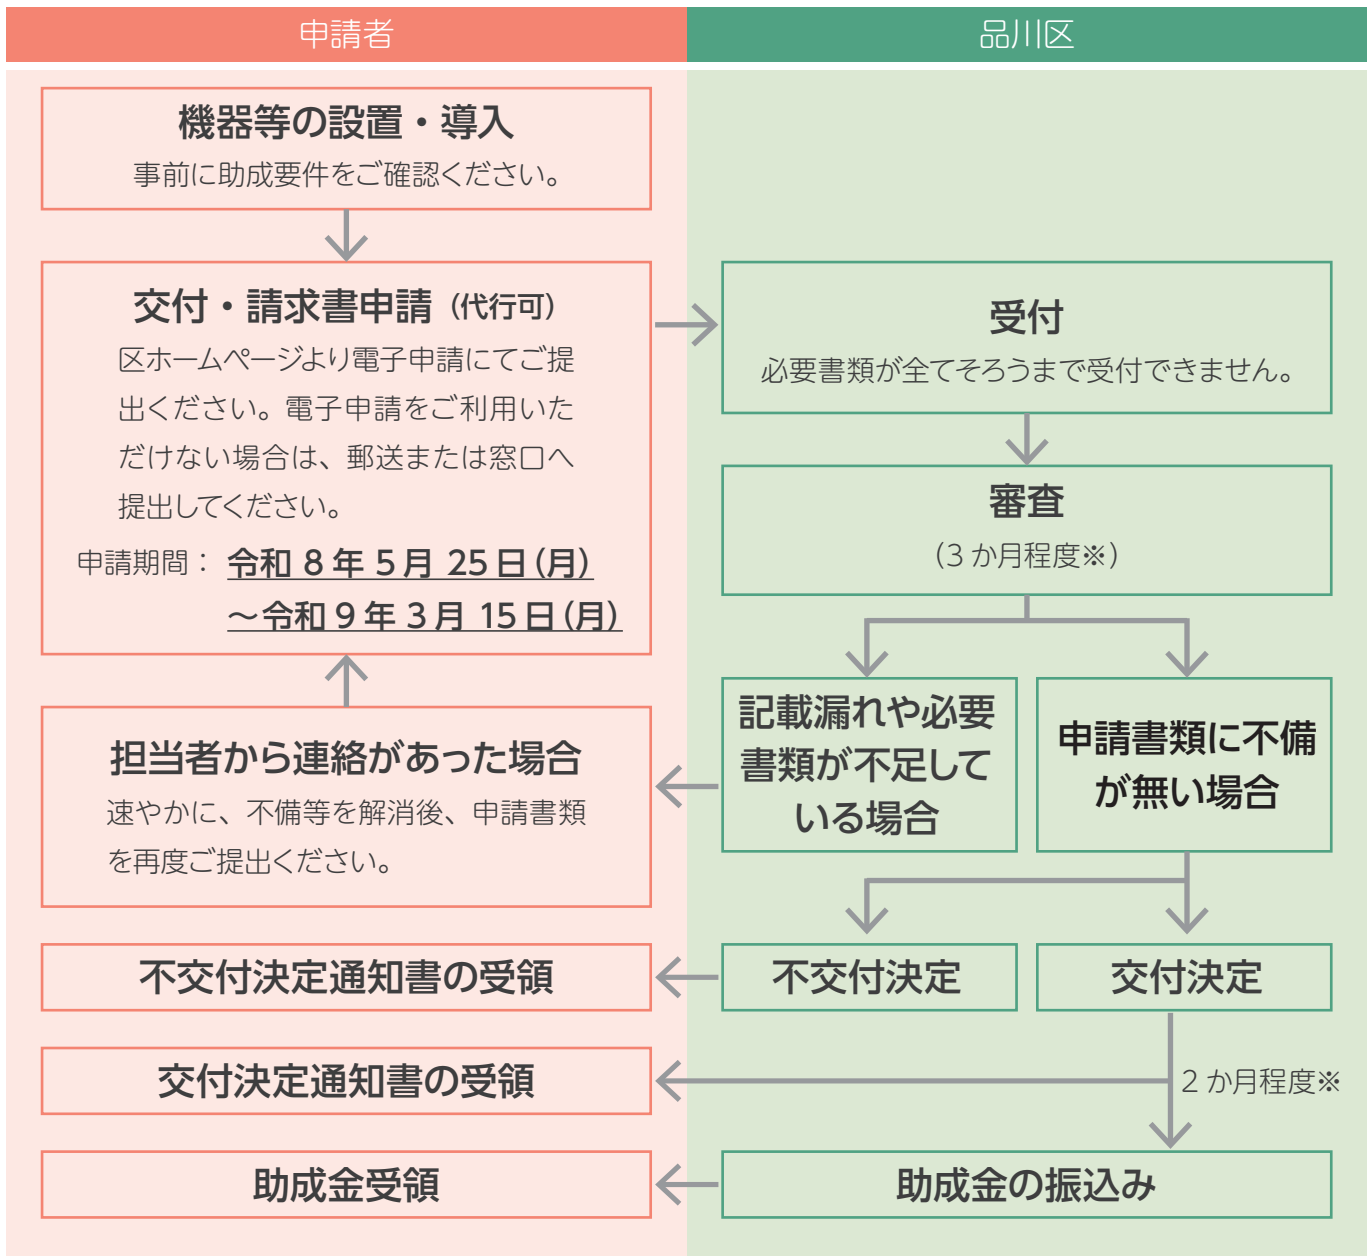 申請者
品川区
機器等の設置・導入
事前に助成要件をご確認ください。
交付・請求書申請（代行可）
区ホームページより電子申請にてご提
出ください。電子申請をご利用いた
だけない場合は、郵送または窓口へ
提出してください。
申請期間： 令和 8 年 5 月 25 日（月）
～令和 9 年 3 月 15 日（月）
受付
必要書類が全てそろうまで受付できません。
審査
（3 か月程度※）
記載漏れや必要
書類が不足して
いる場合
申請書類に不備
が無い場合
担当者から連絡があった場合
速やかに、不備等を解消後、申請書類
を再度ご提出ください。
不交付決定通知書の受領
不交付決定
交付決定
交付決定通知書の受領
2 か月程度※
助成金受領
助成金の振込み